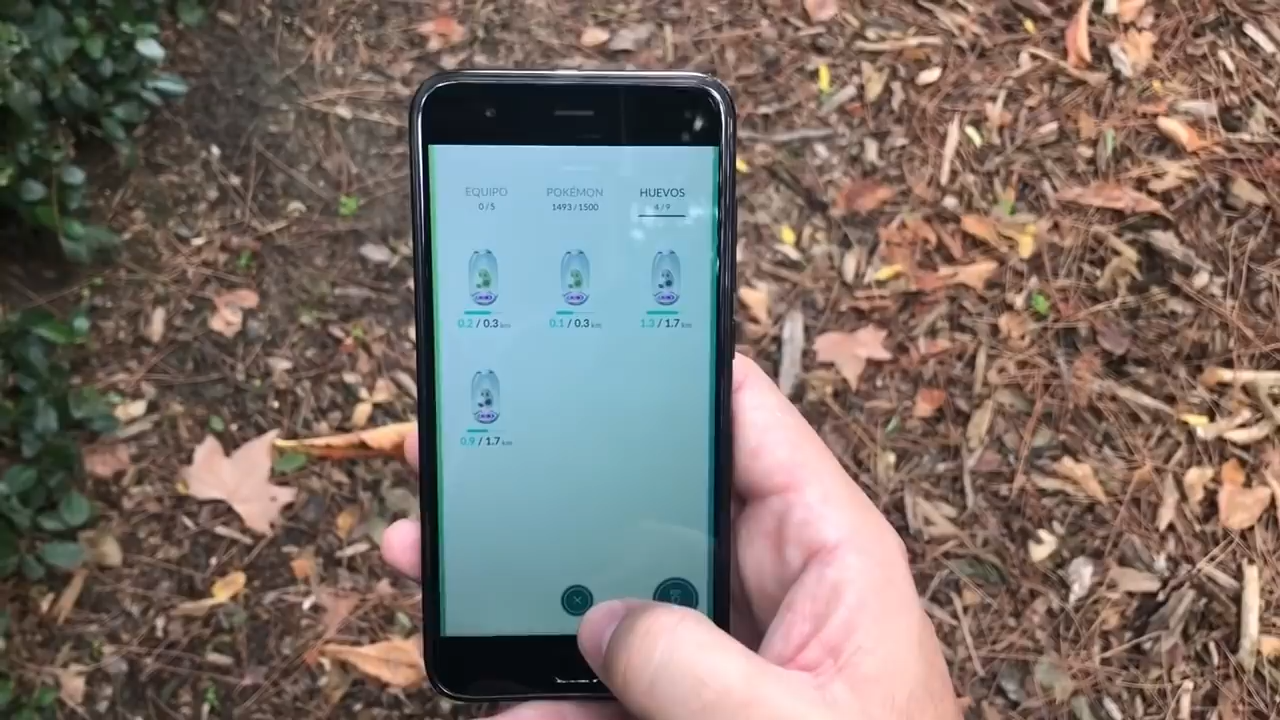 EQUIPO POKÉMON HUEVOS
0/5 1493/1500 4/9
0.2 / 0.3 km 0.1 / 0.3 km 1.3 / 1.7 km
0.9 / 1.7 km